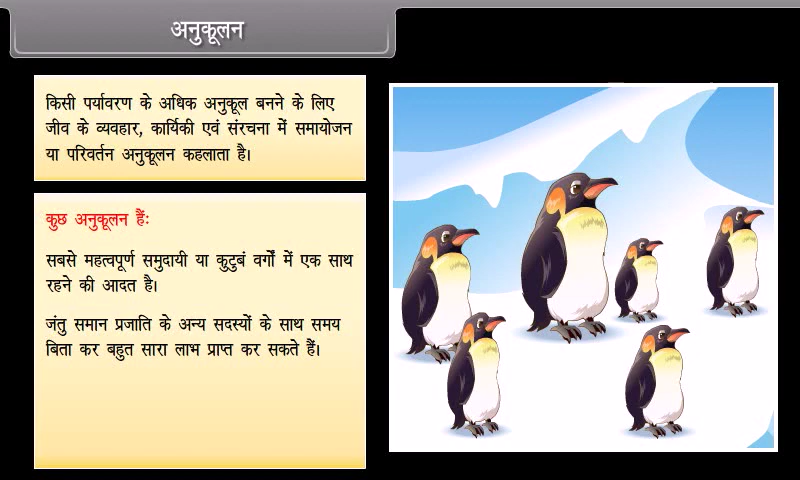 अनुकूलन
किसी पर्यावरण के अधिक अनुकूल बनने के लिए
जीव के व्यवहार, कार्यिकी एवं संरचना में समायोजन
या परिवर्तन अनुकूलन कहलाता है।
कुछ अनुकूलन हैं:
सबसे महत्वपूर्ण समुदायी या कुटुबं वर्गों में एक साथ
रहने की आदत है।
जंतु समान प्रजाति के अन्य सदस्यों के साथ समय
बिता कर बहुत सारा लाभ प्राप्त कर सकते हैं।